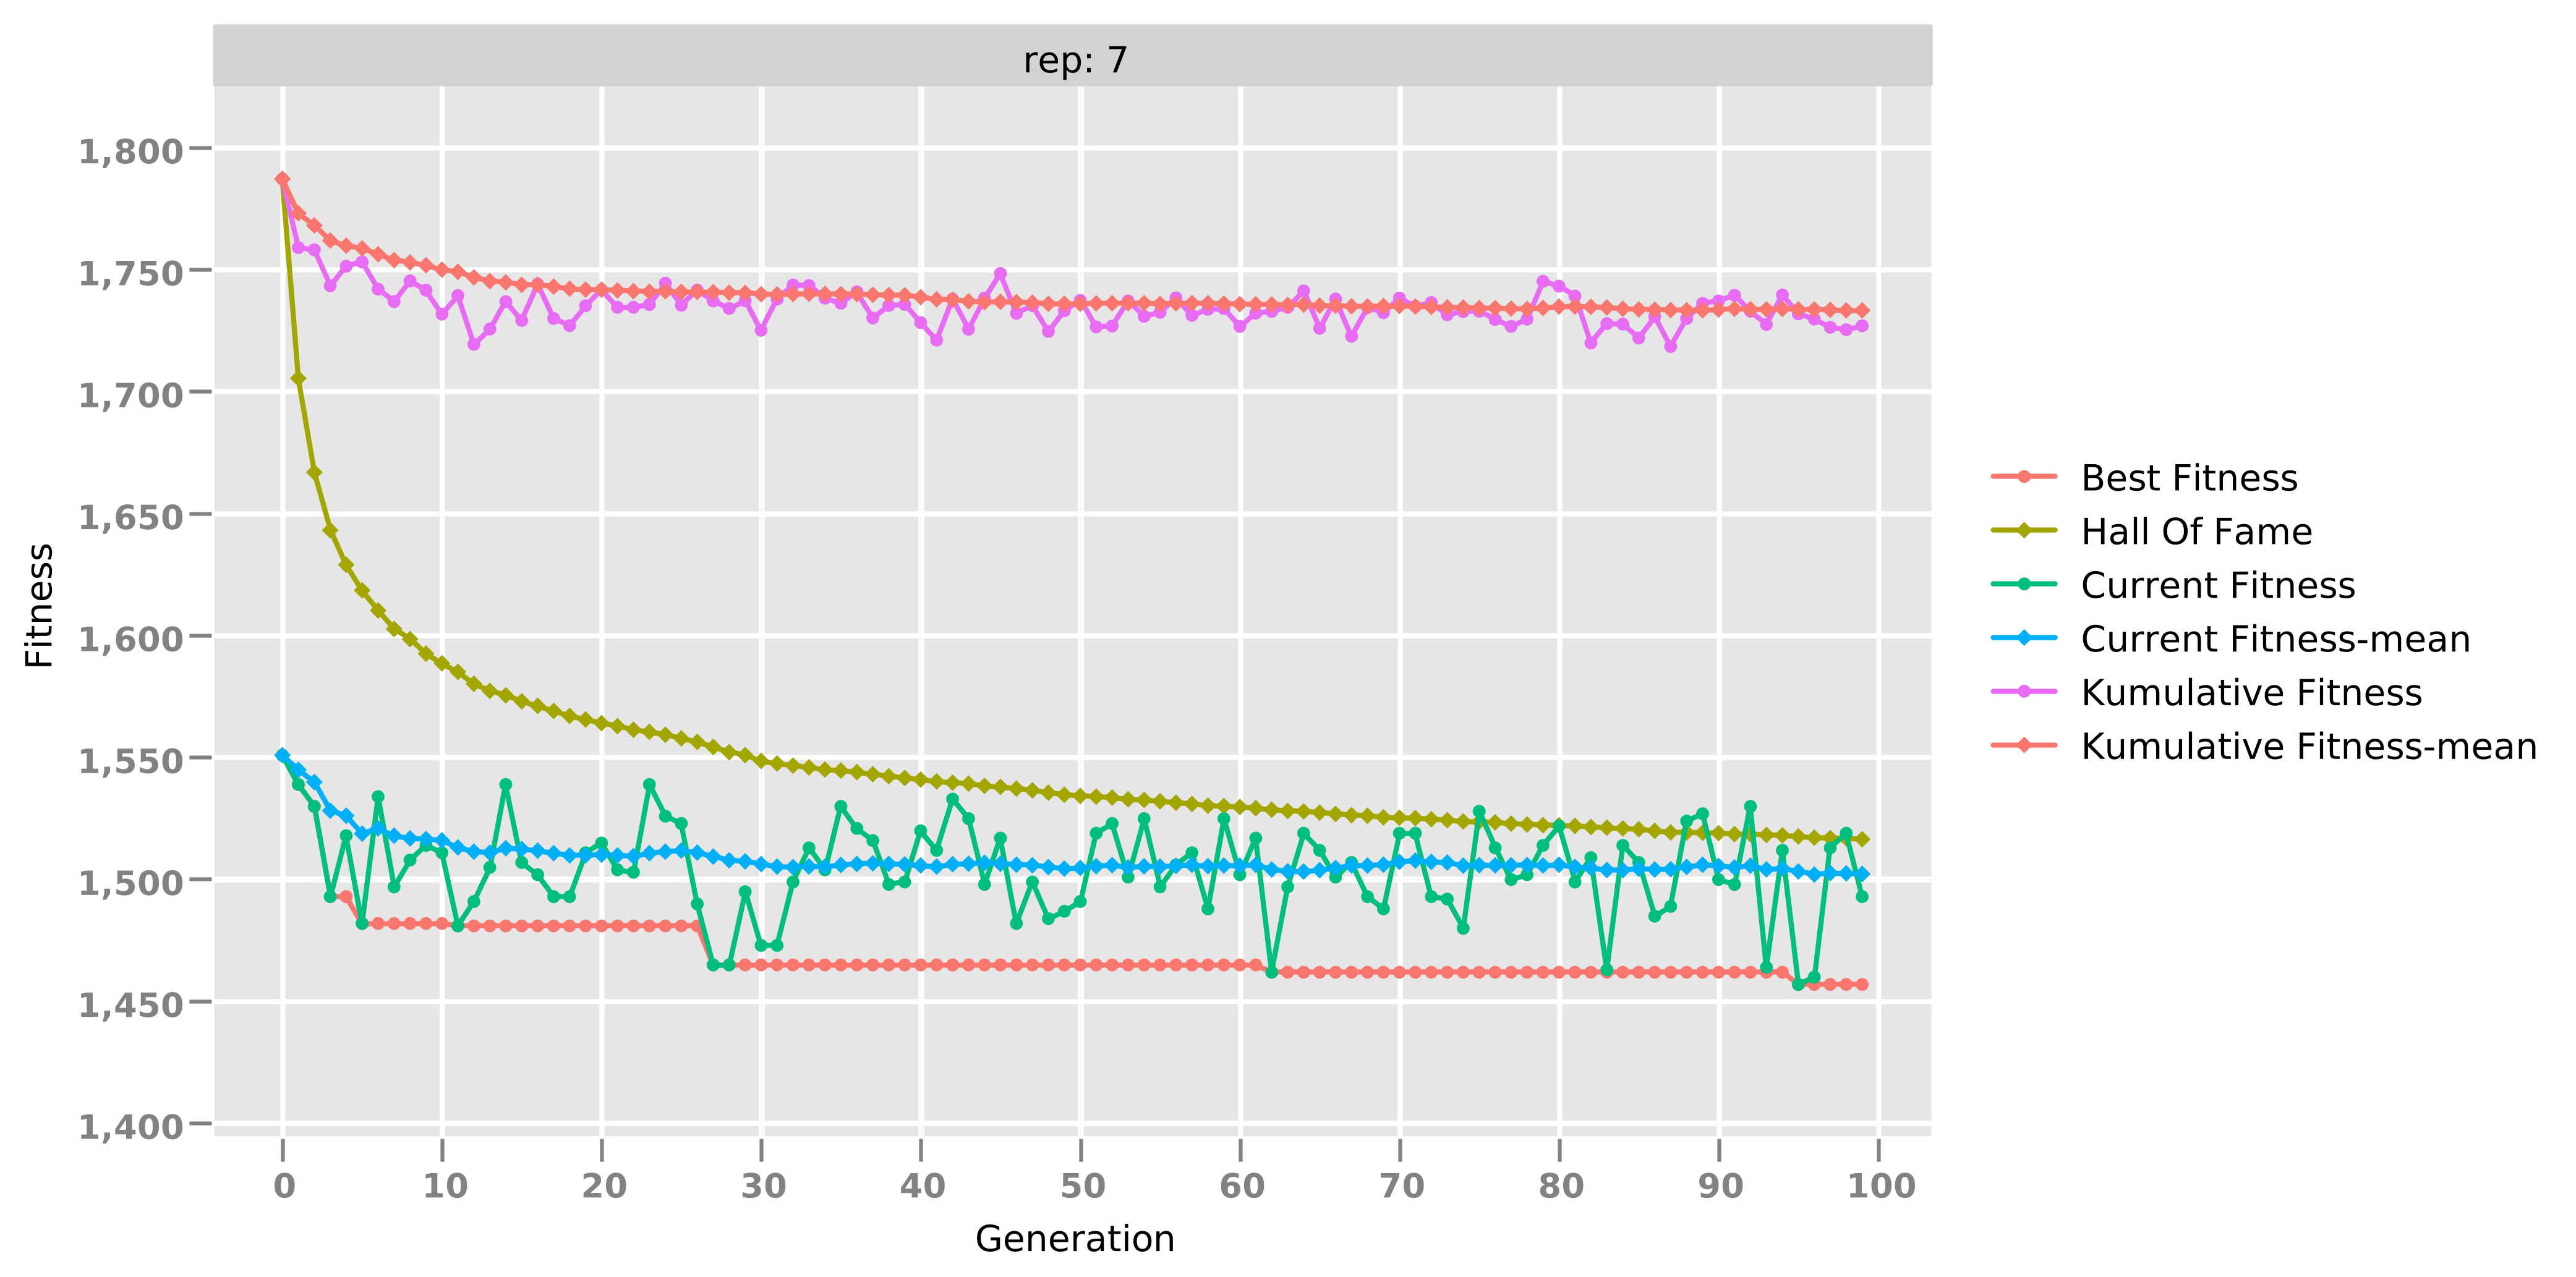 rep: 7
1,800
1,750
1,700
1,650
1,600
1,550
1,500
1,450
1,400
Fitness
0 10 20 30 40 50 60 70 80 90 100
Generation
Best Fitness
Hall Of Fame
Current Fitness
Current Fitness-mean
Kumulative Fitness
Kumulative Fitness-mean